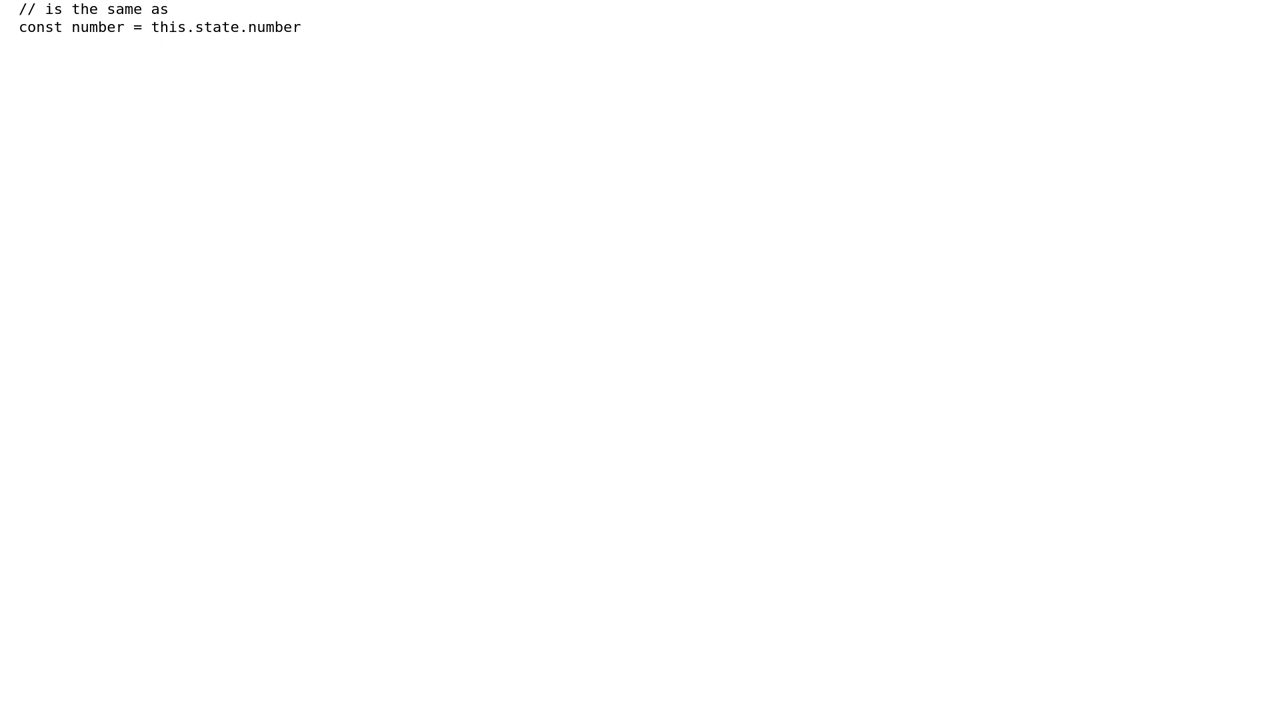 // is the same as
const number = this.state.number